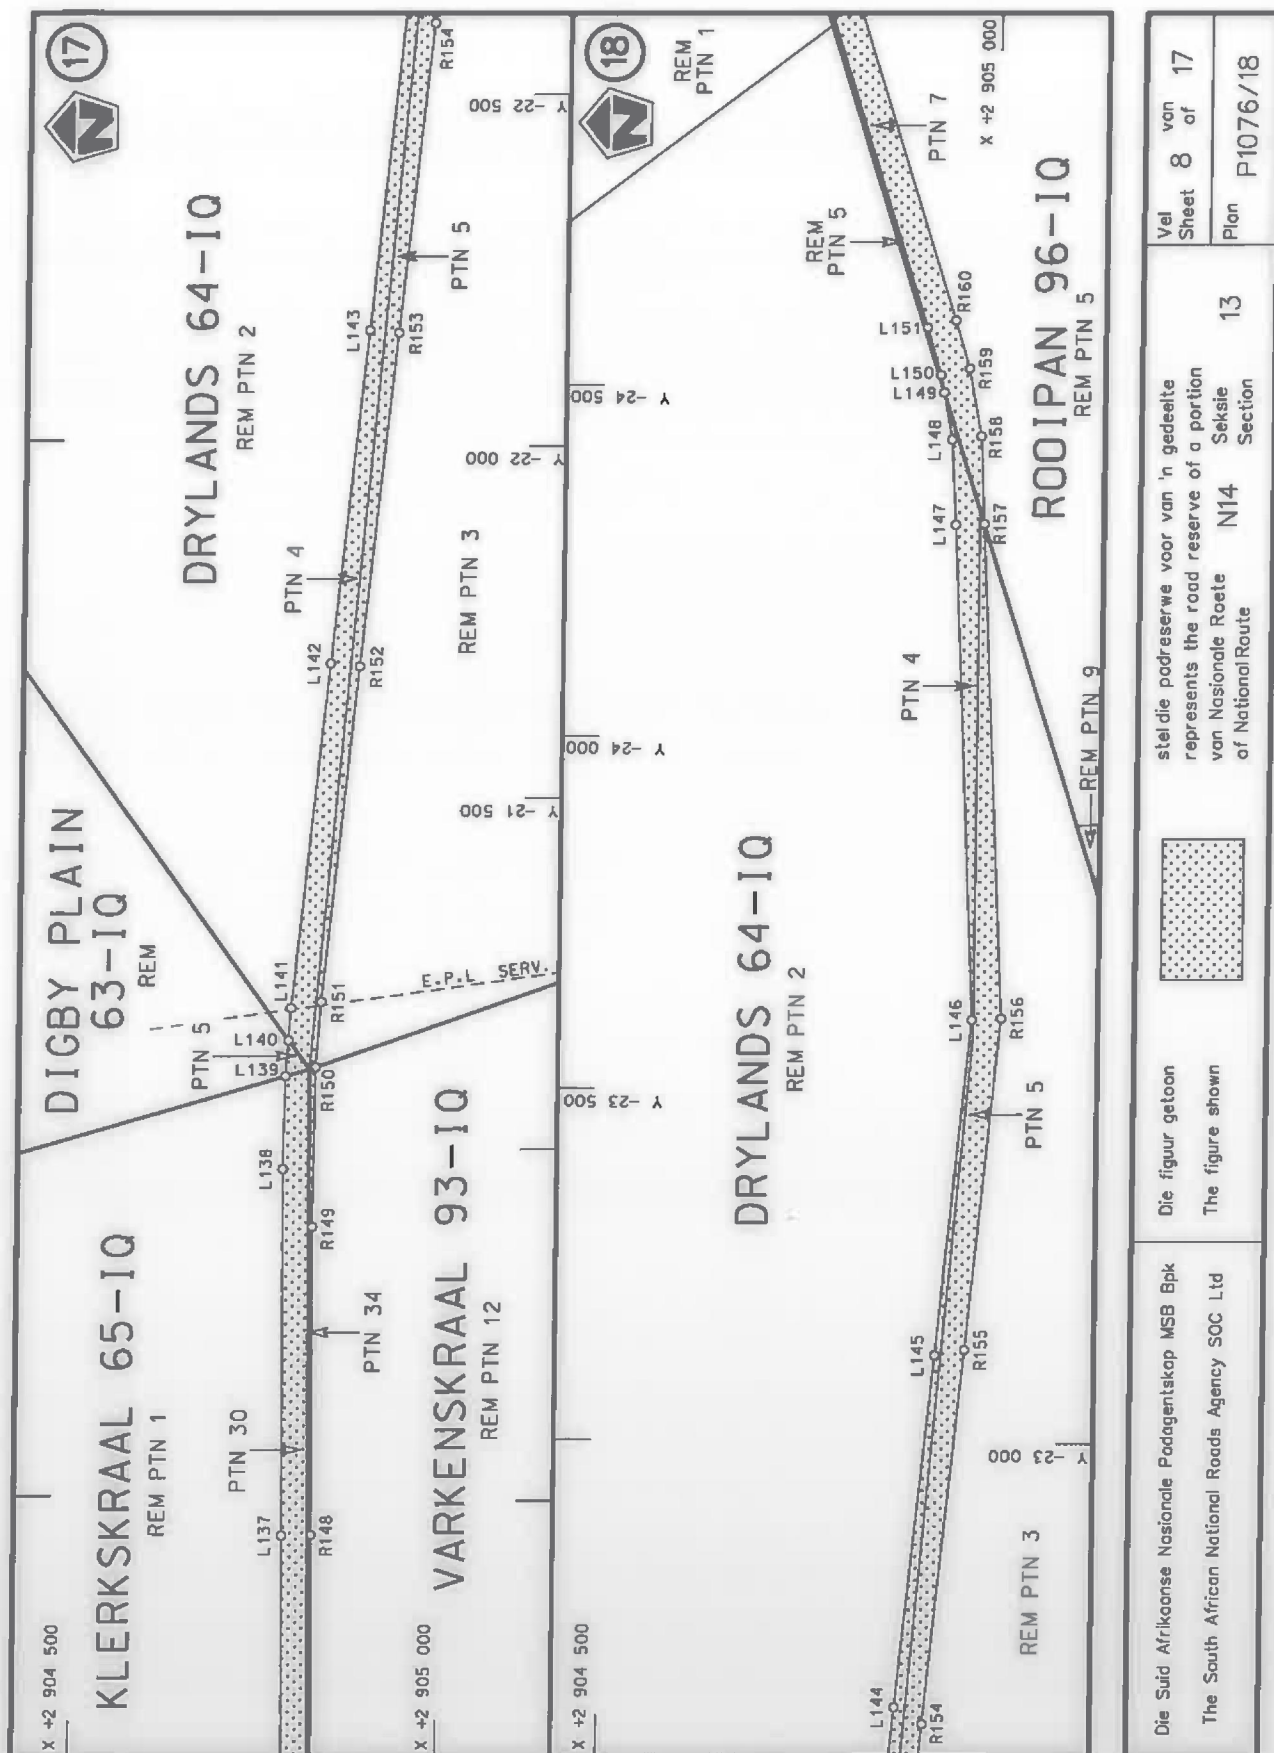 17
N
DIGBY PLAIN
63-IQ
REM
KLERKSKRAAL 65-IQ
REM PTN 1
DRYLANDS 64-IQ
REM PTN 2
PTN 30
PTN 5
PTN 4
L137
L138
L139
L140
L141
L142
L143
R148
R149
R150
R151
R152
R153
R154
PTN 34
PTN 5
E.P.L SERV.
VARKENSKRAAL 93-IQ
REM PTN 12
REM PTN 3
X +2 904 500
X +2 905 000
Y -21 500
Y -22 000
Y -22 500
18
N
REM
PTN 1
DRYLANDS 64-IQ
REM PTN 2
REM
PTN 5
PTN 4
PTN 7
L144
L145
L146
L147
L148
L149
L150
L151
R154
R155
R156
R157
R158
R159
R160
PTN 5
REM PTN 3
REM PTN 9
ROOIPAN 96-IQ
REM PTN 5
X +2 904 500
X +2 905 000
Y -23 000
Y -23 500
Y -24 000
Y -24 500
Die Suid Afrikaanse Nasionale Padagentskap MSB Bpk
The South African National Roads Agency SOC Ltd
Die figuur getoon
The figure shown
stel die padreserwe voor van 'n gedeelte
represents the road reserve of a portion
van Nasionale Roete N14 Seksie 13
of National Route Section
Vel 8 van 17
Sheet of
Plan P1076/18